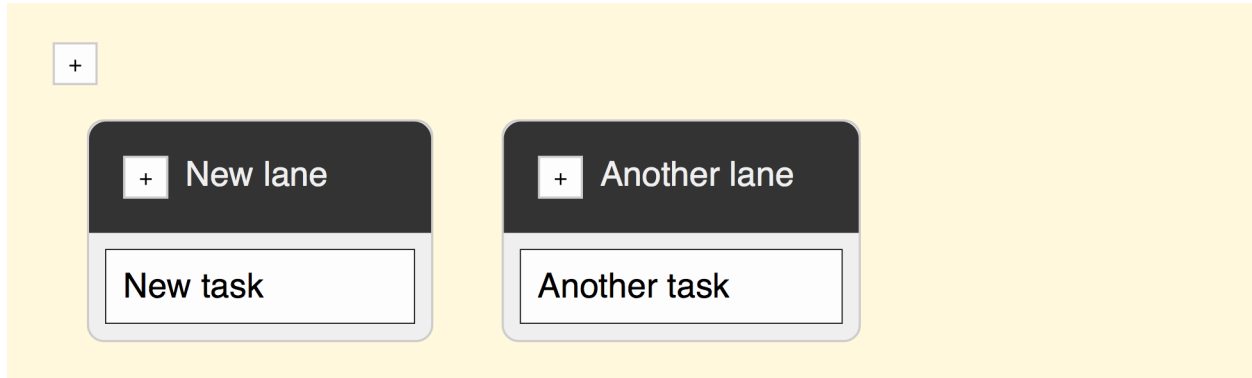 +
+ New lane
New task
+ Another lane
Another task